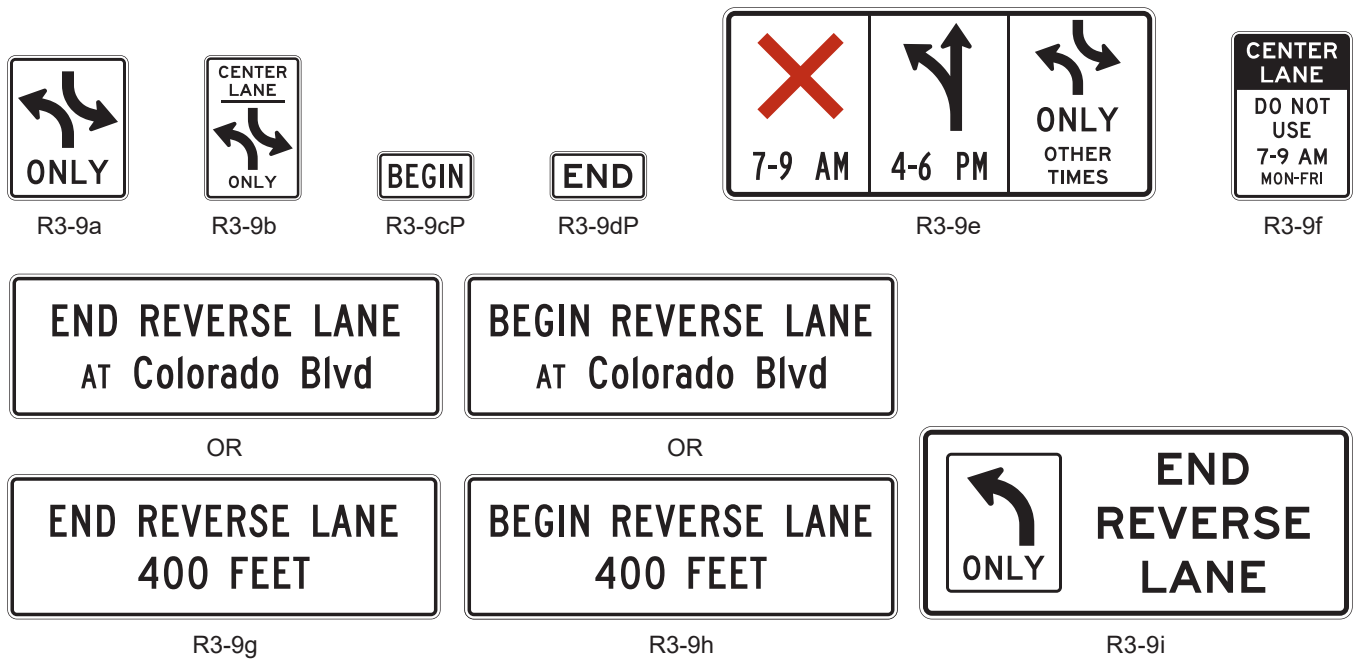 ONLY
R3-9a
CENTER
LANE
ONLY
R3-9b
BEGIN
R3-9cP
END
R3-9dP
7-9 AM
4-6 PM
ONLY
OTHER
TIMES
R3-9e
CENTER
LANE
DO NOT
USE
7-9 AM
MON-FRI
R3-9f
END REVERSE LANE
AT Colorado Blvd
OR
END REVERSE LANE
400 FEET
R3-9g
BEGIN REVERSE LANE
AT Colorado Blvd
OR
BEGIN REVERSE LANE
400 FEET
R3-9h
ONLY
END
REVERSE
LANE
R3-9i